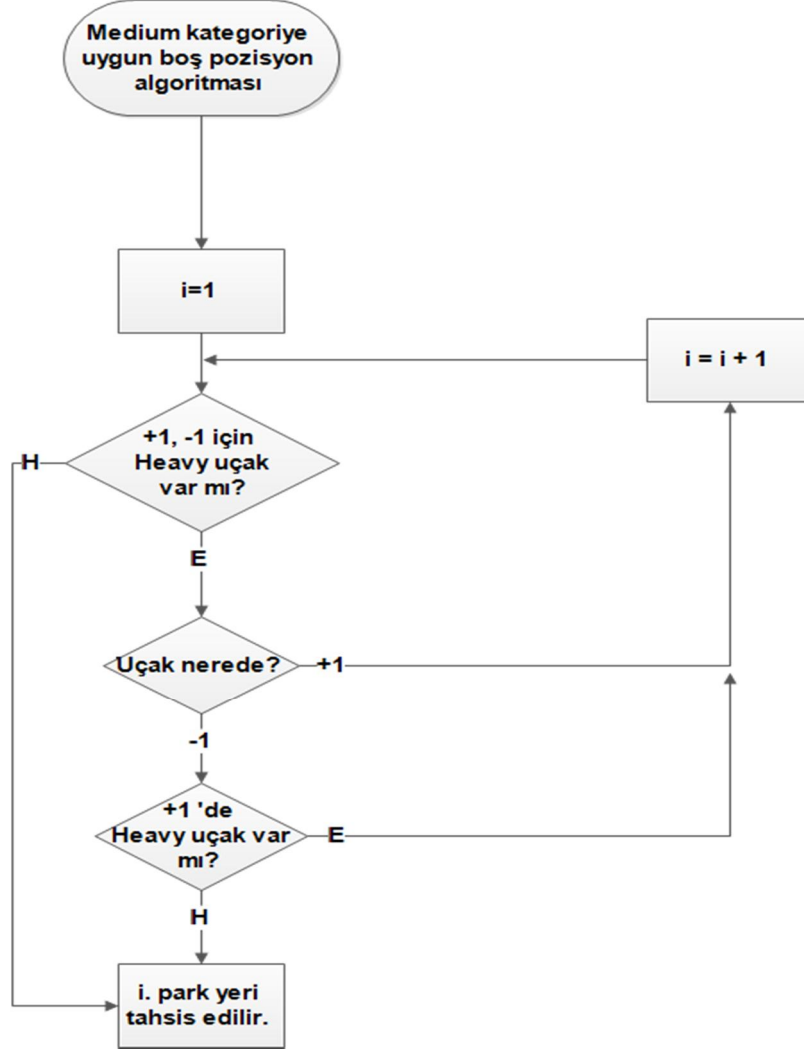 Medium kategoriye
uygun boş pozisyon
algoritması
i=1
i = i + 1
+1, -1 için
Heavy uçak
var mı?
H
E
Uçak nerede?
+1
-1
+1 'de
Heavy uçak var
mı?
E
H
i. park yeri
tahsis edilir.